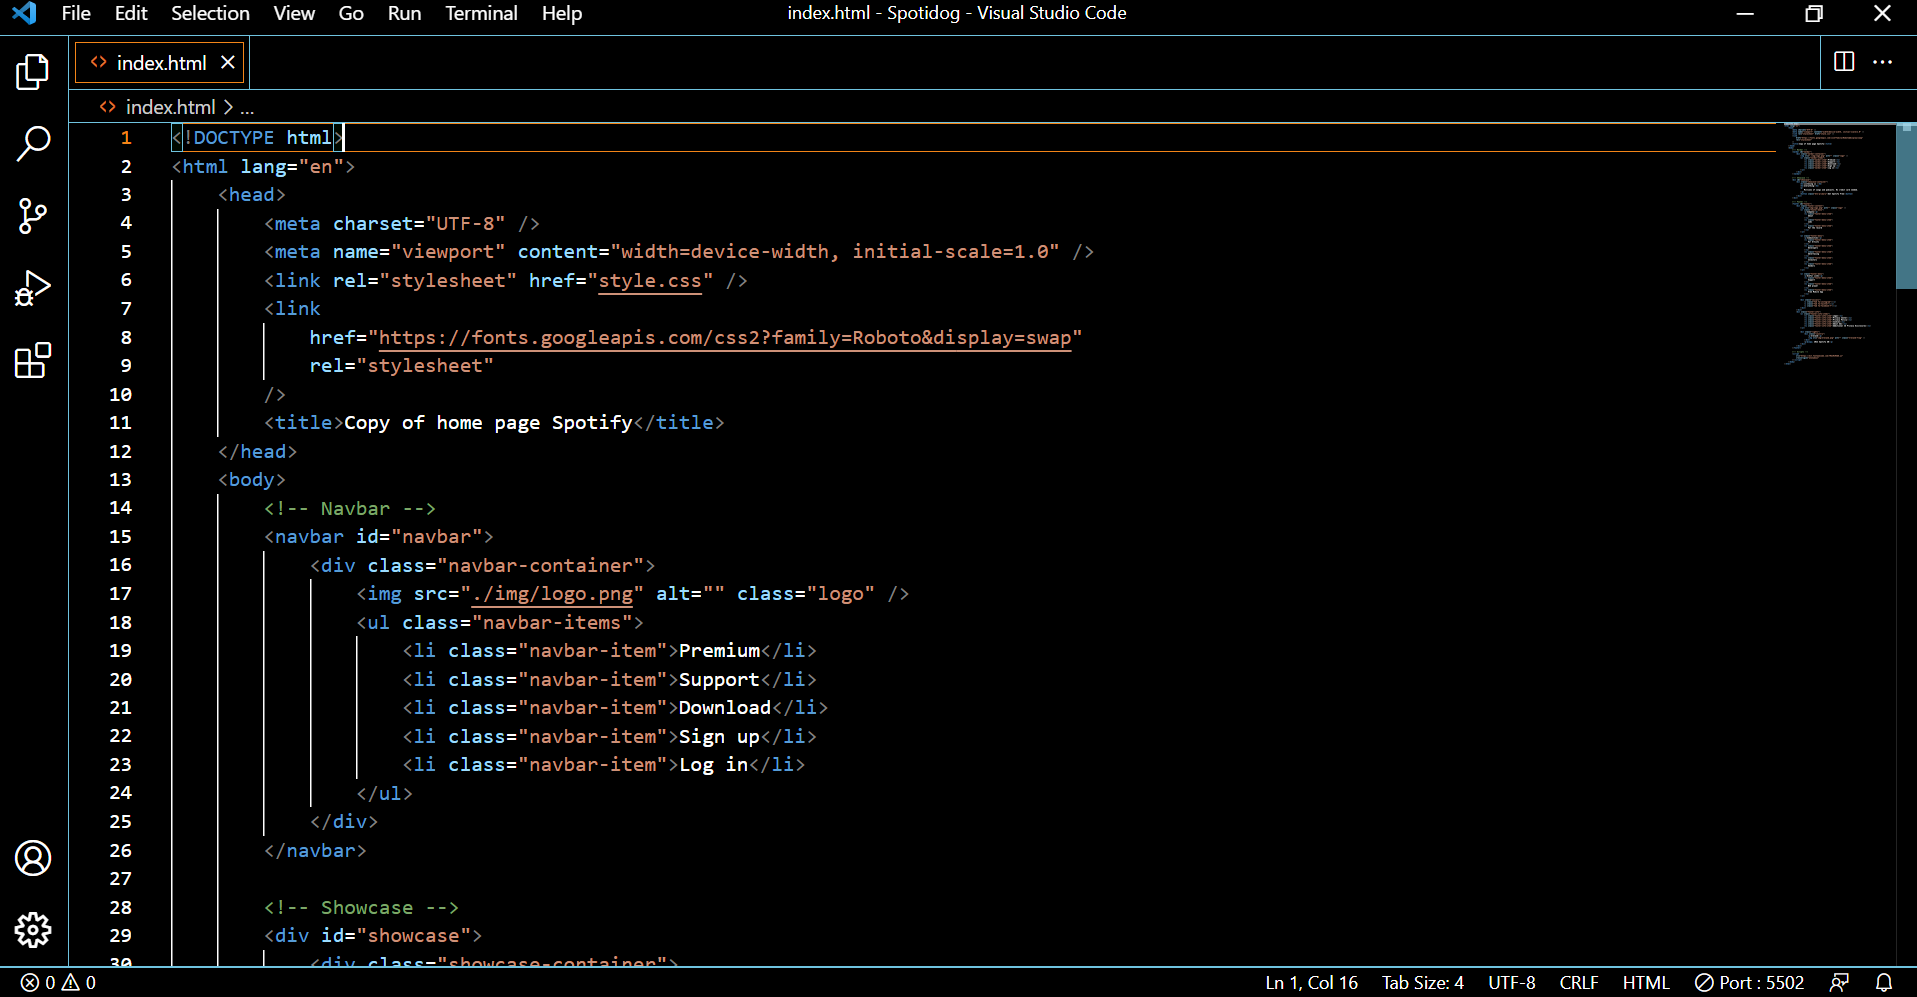 File Edit Selection View Go Run Terminal Help index.html - Spotidog - Visual Studio Code
index.html
index.html > ...
1 <!DOCTYPE html>
2 <html lang="en">
3 <head>
4 <meta charset="UTF-8" />
5 <meta name="viewport" content="width=device-width, initial-scale=1.0" />
6 <link rel="stylesheet" href="style.css" />
7 <link
8 href="https://fonts.googleapis.com/css2?family=Roboto&display=swap"
9 rel="stylesheet"
10 />
11 <title>Copy of home page Spotify</title>
12 </head>
13 <body>
14 <!-- Navbar -->
15 <navbar id="navbar">
16 <div class="navbar-container">
17 <img src="./img/logo.png" alt="" class="logo" />
18 <ul class="navbar-items">
19 <li class="navbar-item">Premium</li>
20 <li class="navbar-item">Support</li>
21 <li class="navbar-item">Download</li>
22 <li class="navbar-item">Sign up</li>
23 <li class="navbar-item">Log in</li>
24 </ul>
25 </div>
26 </navbar>
27
28 <!-- Showcase -->
29 <div id="showcase">
30 <div class="showcase-container">
0 0 Ln 1, Col 16 Tab Size: 4 UTF-8 CRLF HTML Port : 5502